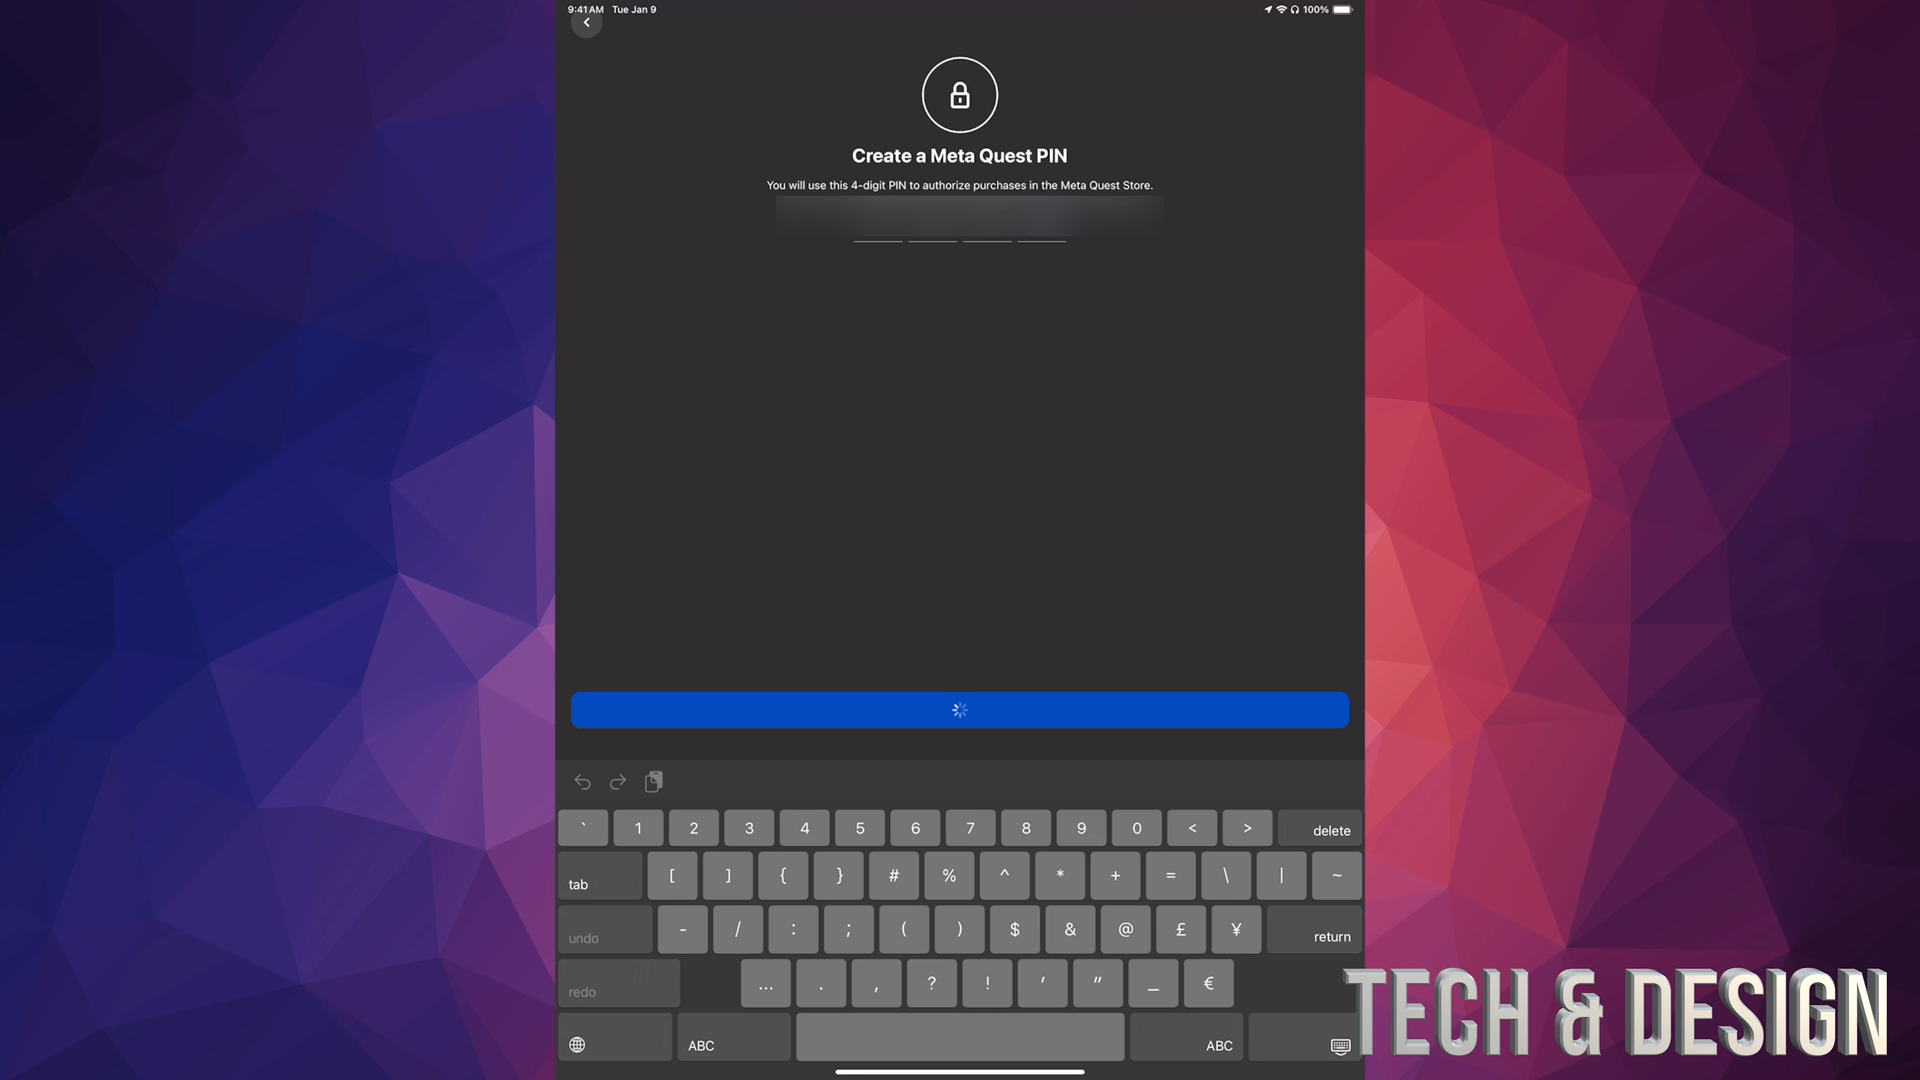 9:41 AM Tue Jan 9
100%
Create a Meta Quest PIN
You will use this 4-digit PIN to authorize purchases in the Meta Quest Store.
` 1 2 3 4 5 6 7 8 9 0 < > delete
tab [ ] { } # % ^ * + = \ | ~
undo - / : ; ( ) $ & @ £ ¥ return
redo … . , ? ! ' " _ €
ABC ABC
TECH & DESIGN